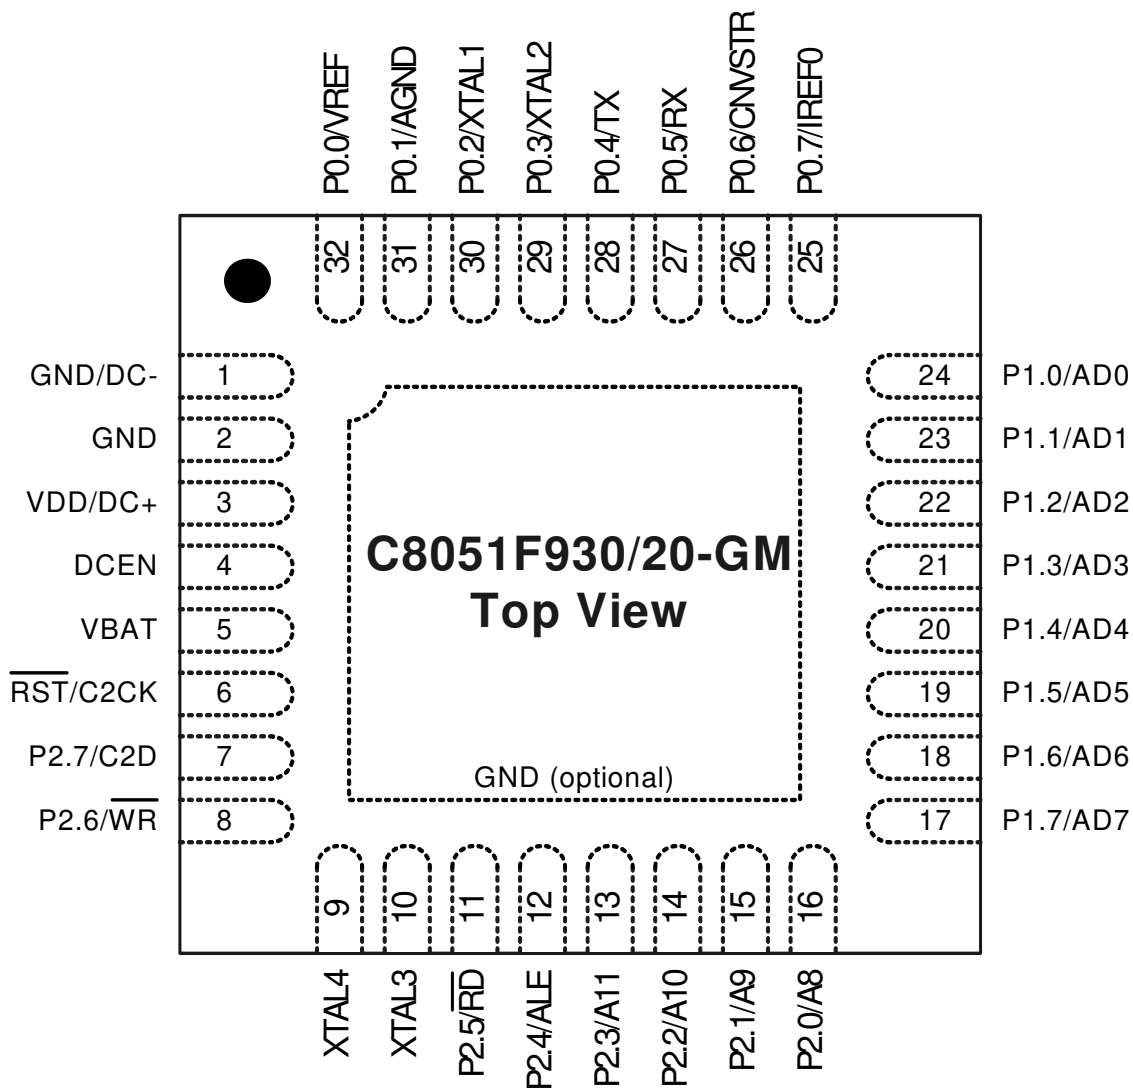 P0.0/VREF
P0.1/AGND
P0.2/XTAL1
P0.3/XTAL2
P0.4/TX
P0.5/RX
P0.6/CNVSTR
P0.7/IREF0
32
31
30
29
28
27
26
25
GND/DC- 1
GND 2
VDD/DC+ 3
DCEN 4
VBAT 5
RST/C2CK 6
P2.7/C2D 7
P2.6/WR 8
C8051F930/20-GM
Top View
GND (optional)
24 P1.0/AD0
23 P1.1/AD1
22 P1.2/AD2
21 P1.3/AD3
20 P1.4/AD4
19 P1.5/AD5
18 P1.6/AD6
17 P1.7/AD7
9
10
11
12
13
14
15
16
XTAL4
XTAL3
P2.5/RD
P2.4/ALE
P2.3/A11
P2.2/A10
P2.1/A9
P2.0/A8